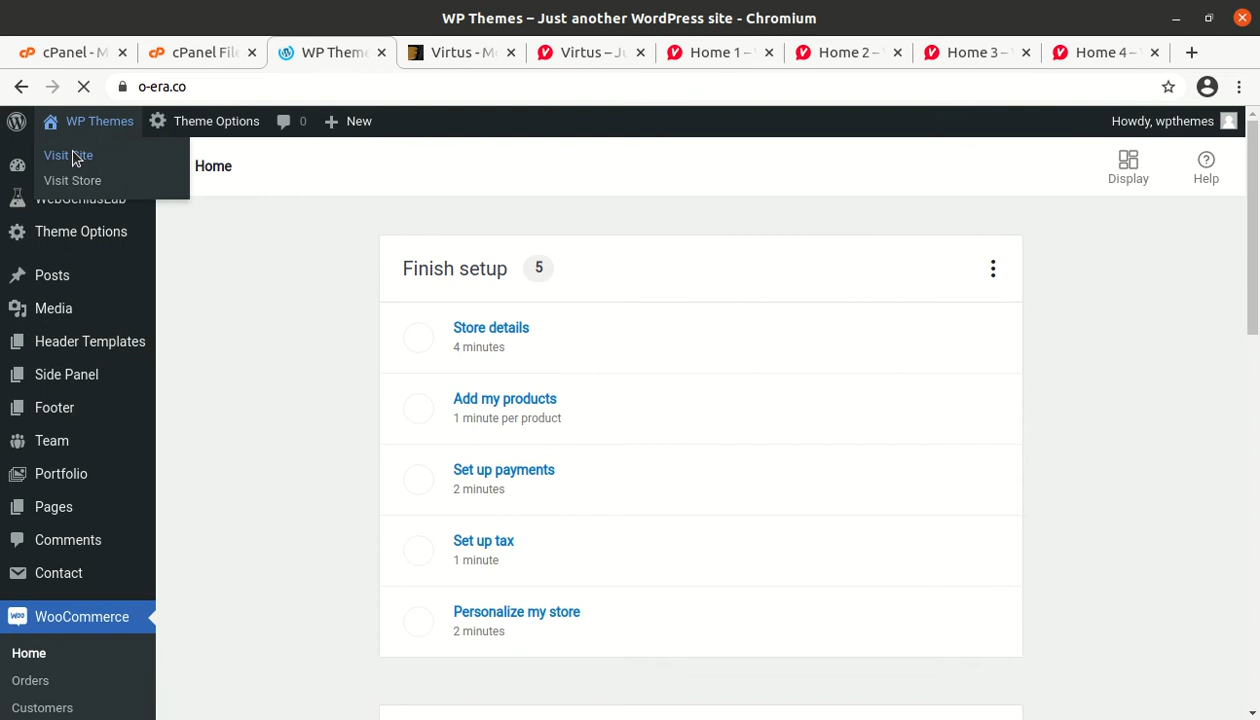 WP Themes – Just another WordPress site - Chromium
cPanel - M
cPanel File
WP Theme
Virtus - Mo
Virtus – Ju
Home 1 –
Home 2 –
Home 3 –
Home 4 –
o-era.co
WP Themes
Theme Options
0
New
Howdy, wpthemes
Visit Site
Visit Store
Home
Display
Help
WebGeniusLab
Theme Options
Posts
Media
Header Templates
Side Panel
Footer
Team
Portfolio
Pages
Comments
Contact
WooCommerce
Home
Orders
Customers
Finish setup 5
Store details
4 minutes
Add my products
1 minute per product
Set up payments
2 minutes
Set up tax
1 minute
Personalize my store
2 minutes